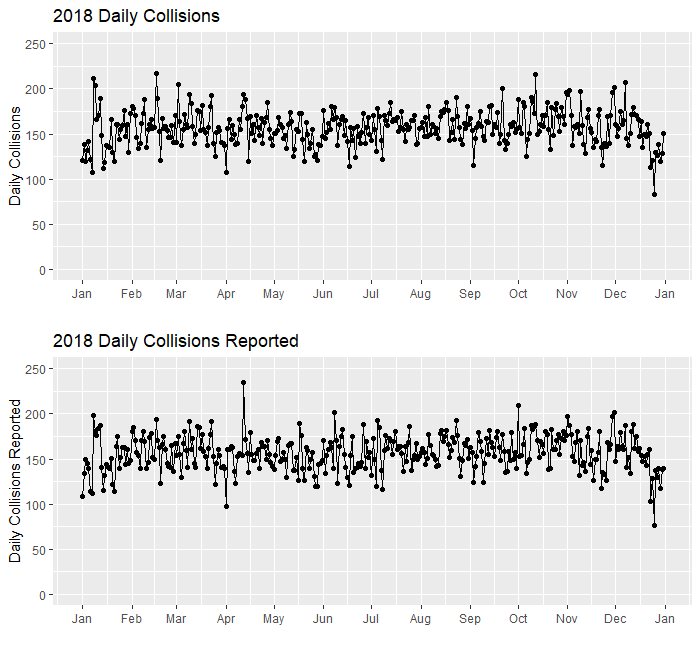 2018 Daily Collisions
Daily Collisions
250
200
150
100
50
0
Jan Feb Mar Apr May Jun Jul Aug Sep Oct Nov Dec Jan
2018 Daily Collisions Reported
Daily Collisions Reported
250
200
150
100
50
0
Jan Feb Mar Apr May Jun Jul Aug Sep Oct Nov Dec Jan